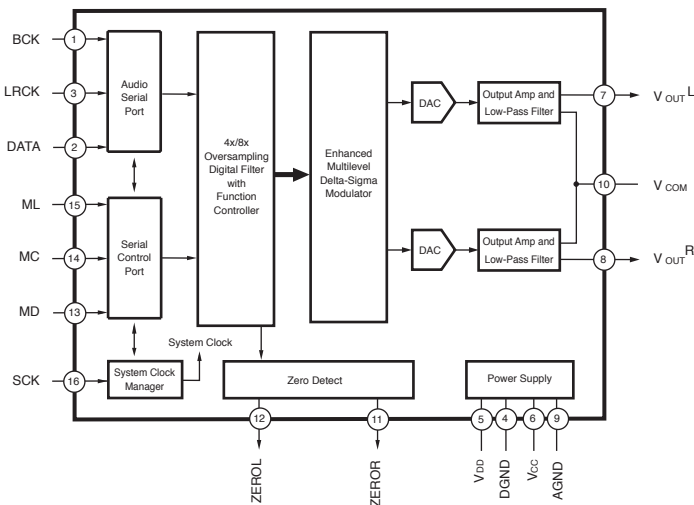 BCK
1
LRCK
3
DATA
2
ML
15
MC
14
MD
13
SCK
16
Audio
Serial
Port
Serial
Control
Port
System Clock
Manager
System Clock
4x/8x
Oversampling
Digital Filter
with
Function
Controller
Enhanced
Multilevel
Delta-Sigma
Modulator
DAC
Output Amp and
Low-Pass Filter
7
VOUTL
10
VCOM
DAC
Output Amp and
Low-Pass Filter
8
VOUTR
Zero Detect
12
ZEROL
11
ZEROR
Power Supply
5
4
6
9
VDD
DGND
VCC
AGND